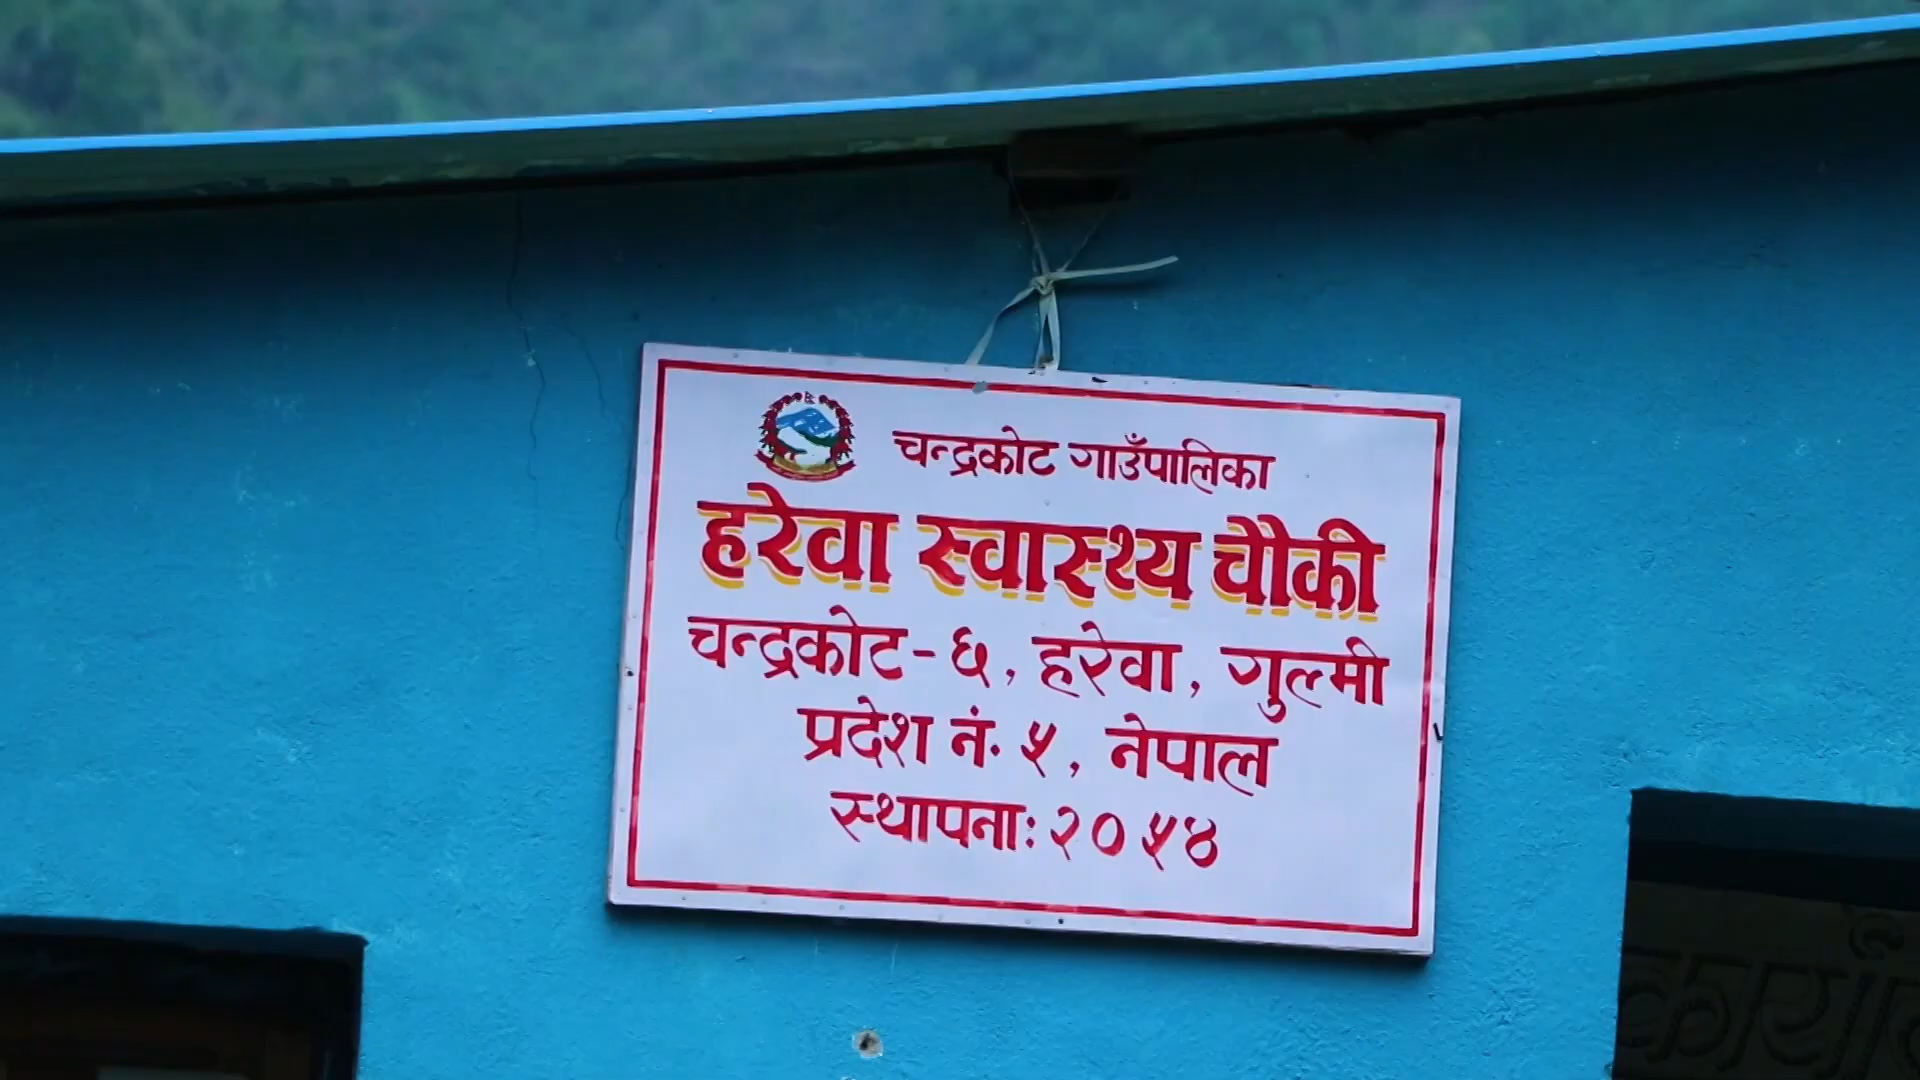 चन्द्रकोट गाउँपालिका
हरेवा स्वास्थ्य चौकी
चन्द्रकोट-६, हरेवा, गुल्मी
प्रदेश नं. ५, नेपाल
स्थापनाः २०५४